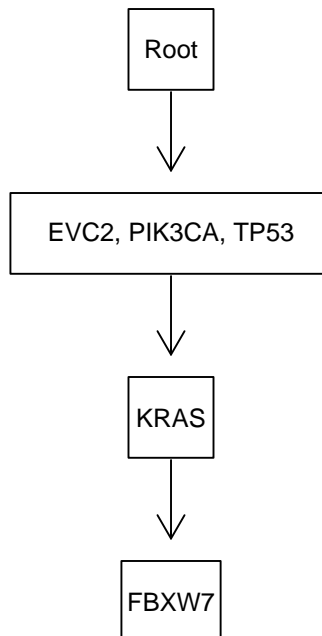 Root
EVC2, PIK3CA, TP53
KRAS
FBXW7